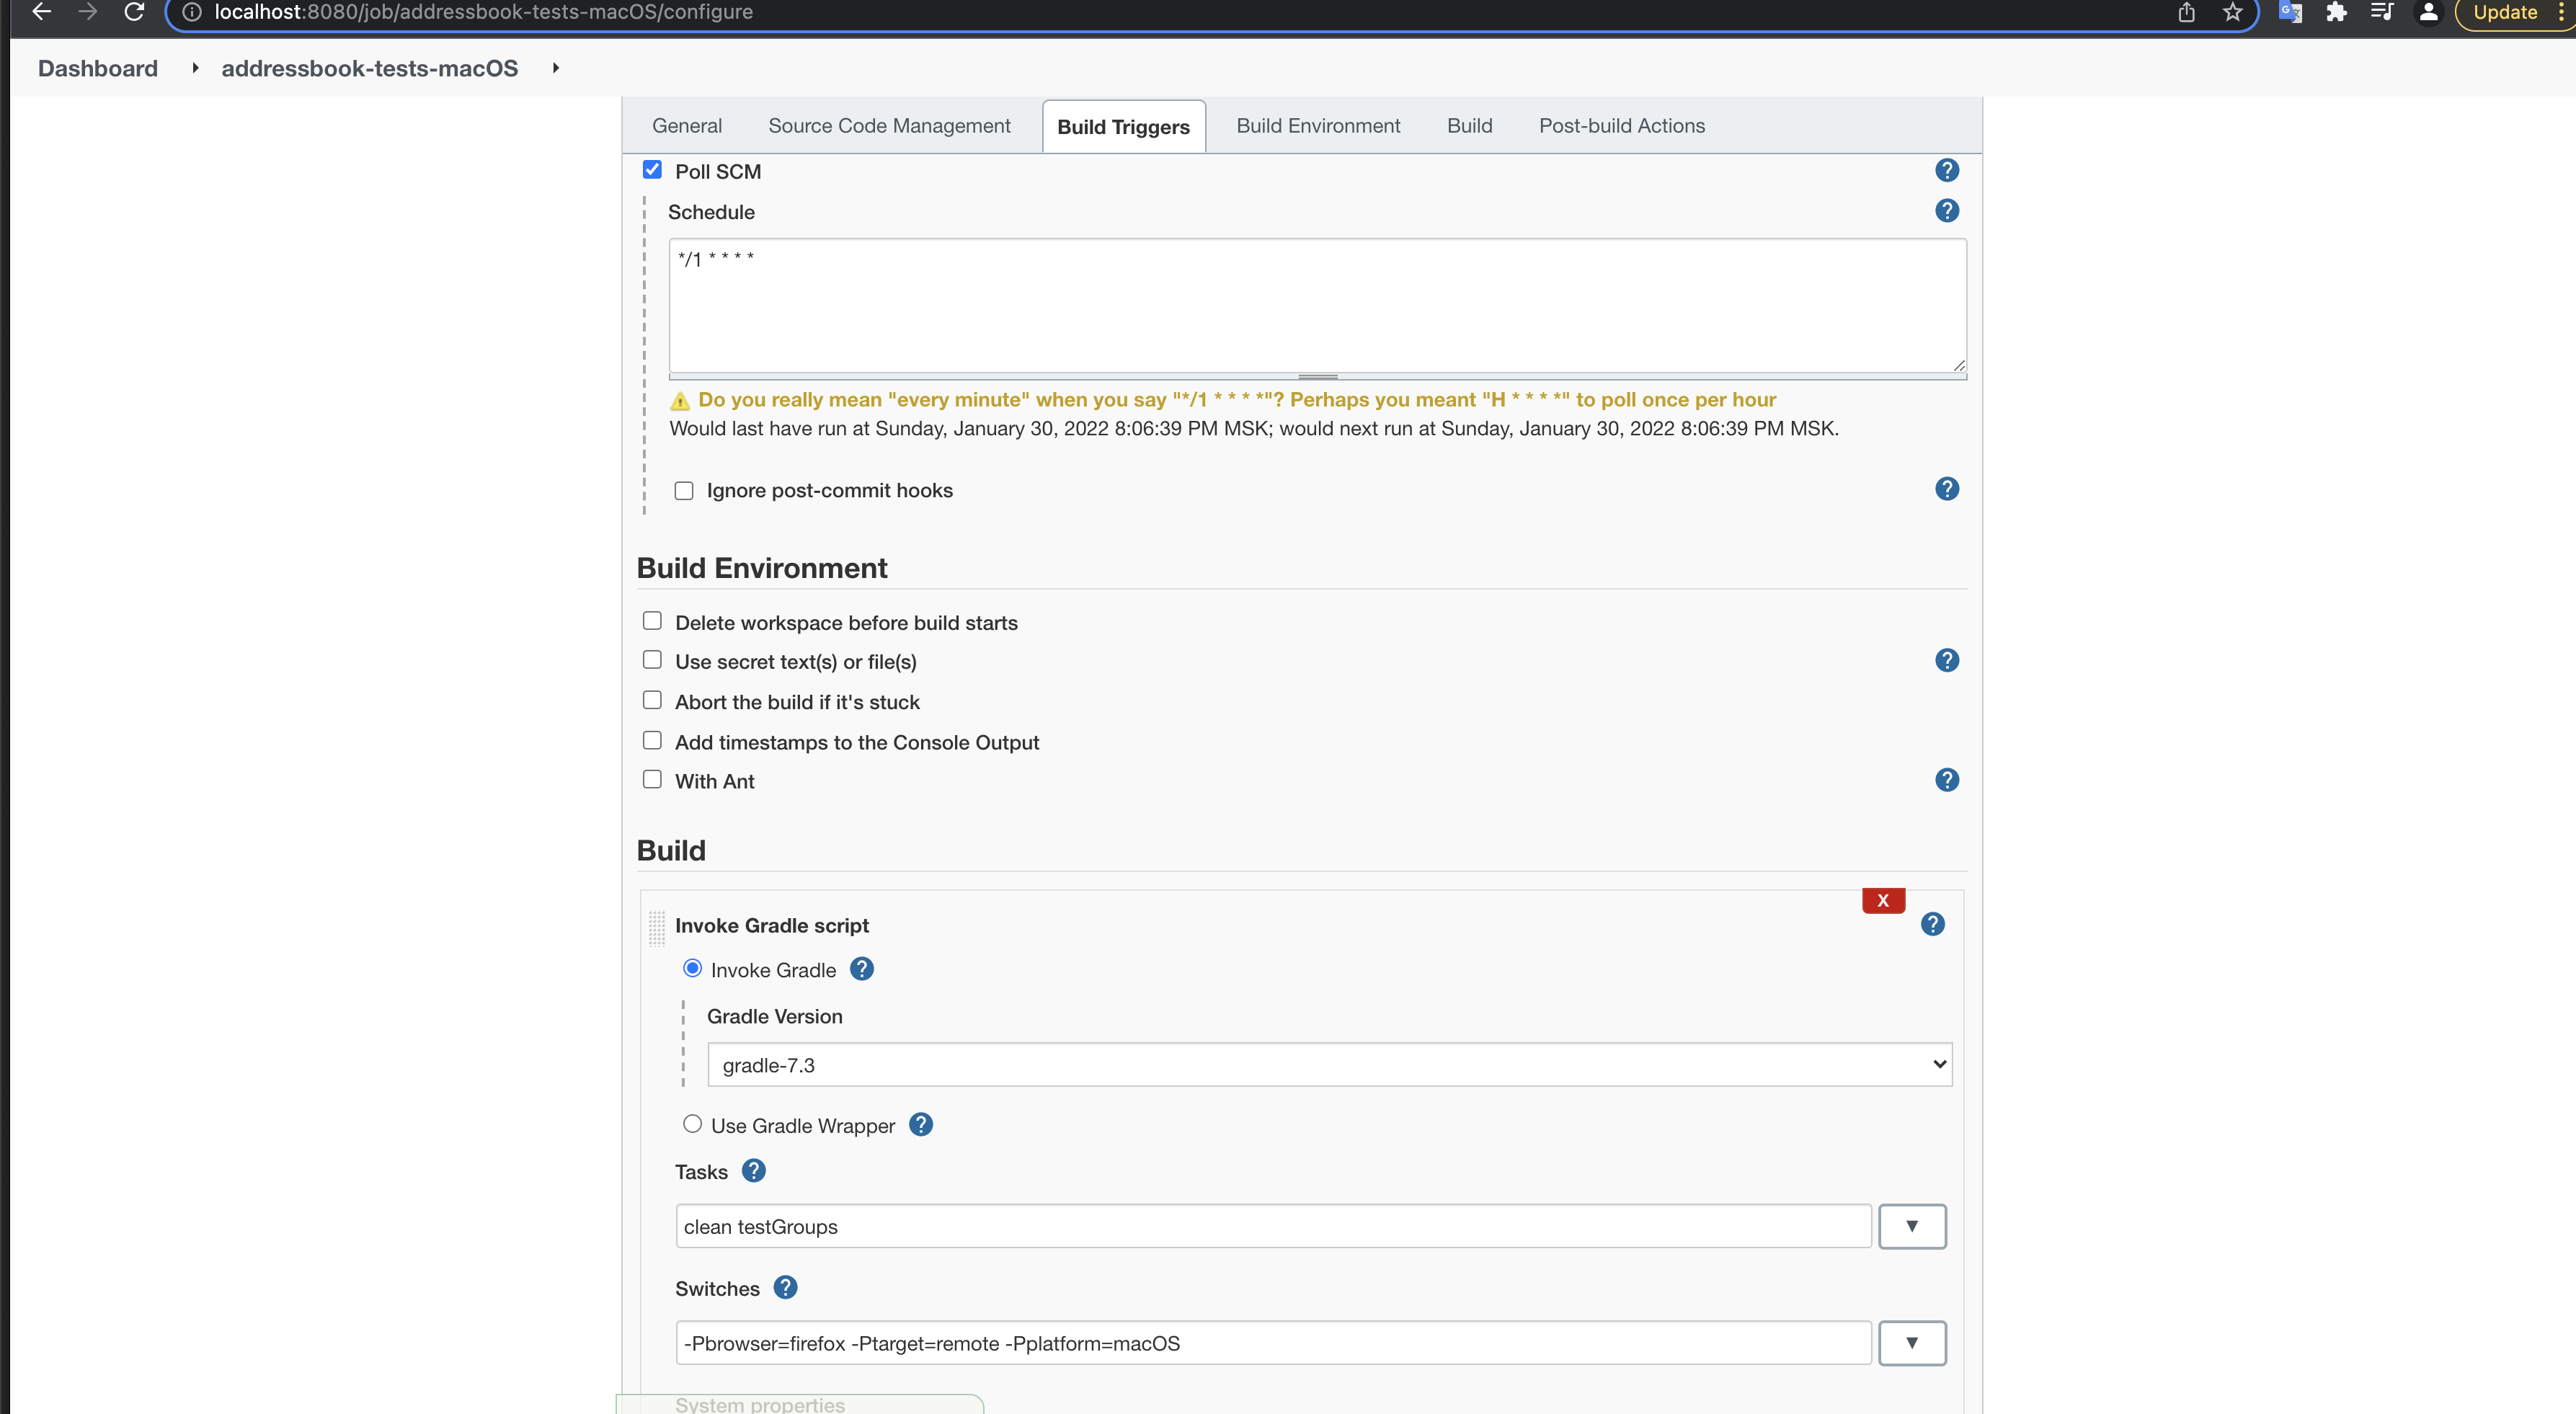 localhost:8080/job/addressbook-tests-macOS/configure
Update
Dashboard addressbook-tests-macOS
General Source Code Management Build Triggers Build Environment Build Post-build Actions
Poll SCM
Schedule
*/1 * * * *
Do you really mean "every minute" when you say "*/1 * * * *"? Perhaps you meant "H * * * *" to poll once per hour
Would last have run at Sunday, January 30, 2022 8:06:39 PM MSK; would next run at Sunday, January 30, 2022 8:06:39 PM MSK.
Ignore post-commit hooks
Build Environment
Delete workspace before build starts
Use secret text(s) or file(s)
Abort the build if it's stuck
Add timestamps to the Console Output
With Ant
Build
X
Invoke Gradle script
Invoke Gradle
Gradle Version
gradle-7.3
Use Gradle Wrapper
Tasks
clean testGroups
Switches
-Pbrowser=firefox -Ptarget=remote -Pplatform=macOS
System properties